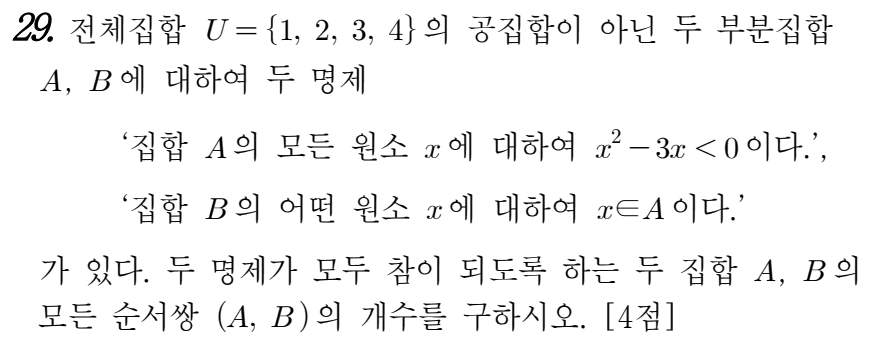 29. 전체집합 U={1, 2, 3, 4}의 공집합이 아닌 두 부분집합
A, B에 대하여 두 명제
‘집합 A의 모든 원소 x에 대하여 x²−3x<0이다.’,
‘집합 B의 어떤 원소 x에 대하여 x∈A이다.’
가 있다. 두 명제가 모두 참이 되도록 하는 두 집합 A, B의
모든 순서쌍 (A, B)의 개수를 구하시오. [4점]